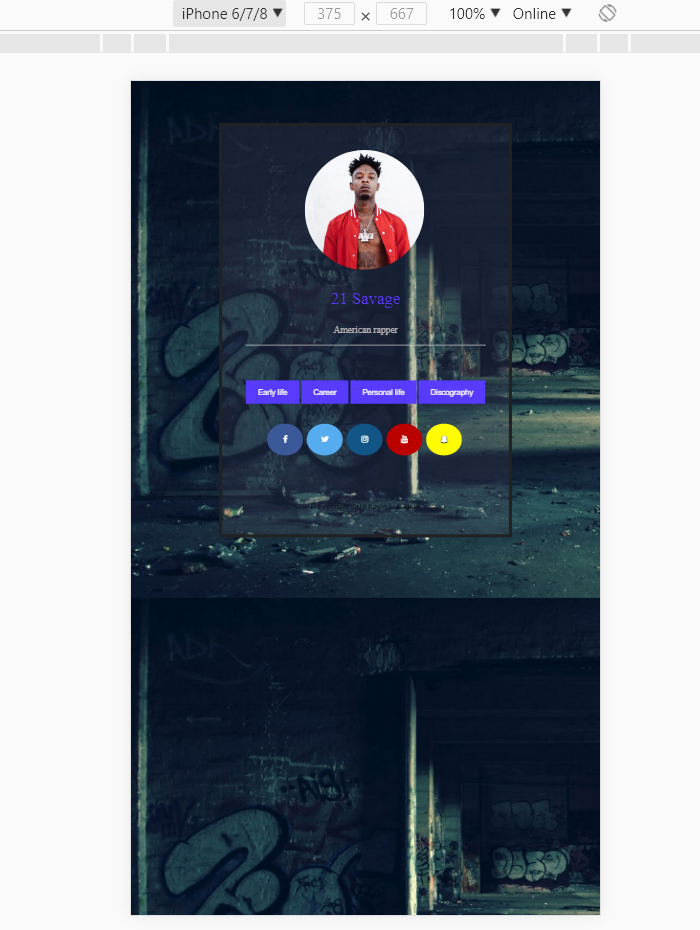 iPhone 6/7/8 ▼ 375 × 667 100% ▼ Online ▼
21 Savage
American rapper
Early life Career Personal life Discography